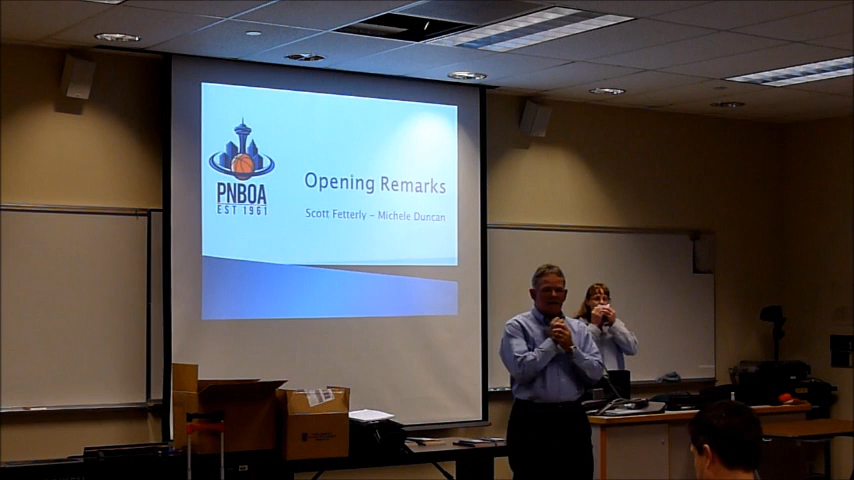 Opening Remarks
Scott Fetterly - Michele Duncan
PNBOA
EST 1961